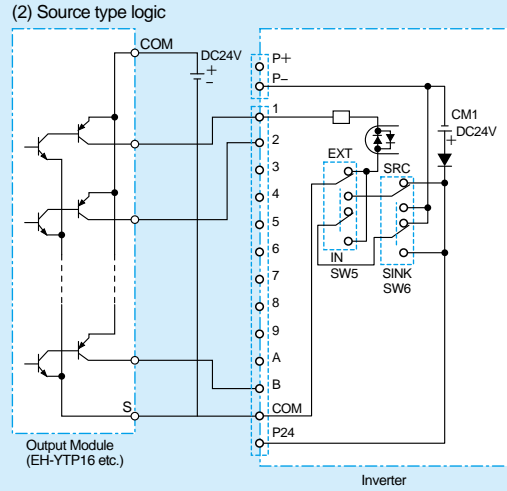 (2) Source type logic
COM
DC24V
+
-
P+
P-
1
2
3
4
5
6
7
8
9
A
B
COM
P24
CM1
+ DC24V
EXT
SRC
IN
SW5
SINK
SW6
S
Output Module
(EH-YTP16 etc.)
Inverter